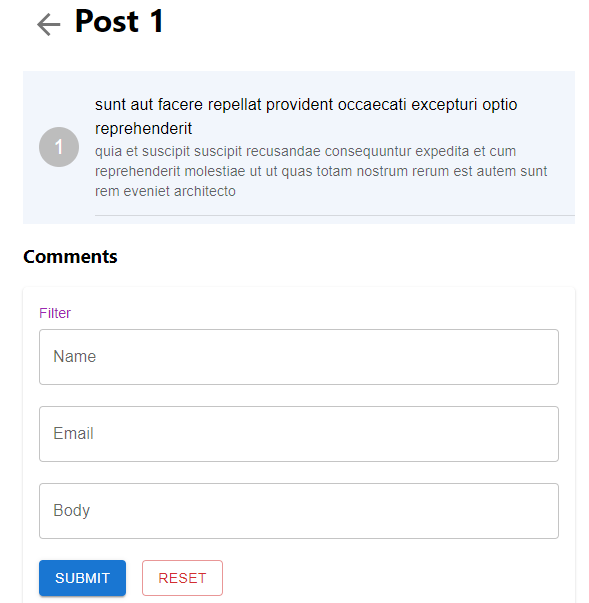 Post 1
sunt aut facere repellat provident occaecati excepturi optio
reprehenderit
1
quia et suscipit suscipit recusandae consequuntur expedita et cum
reprehenderit molestiae ut ut quas totam nostrum rerum est autem sunt
rem eveniet architecto
Comments
Filter
Name
Email
Body
SUBMIT RESET